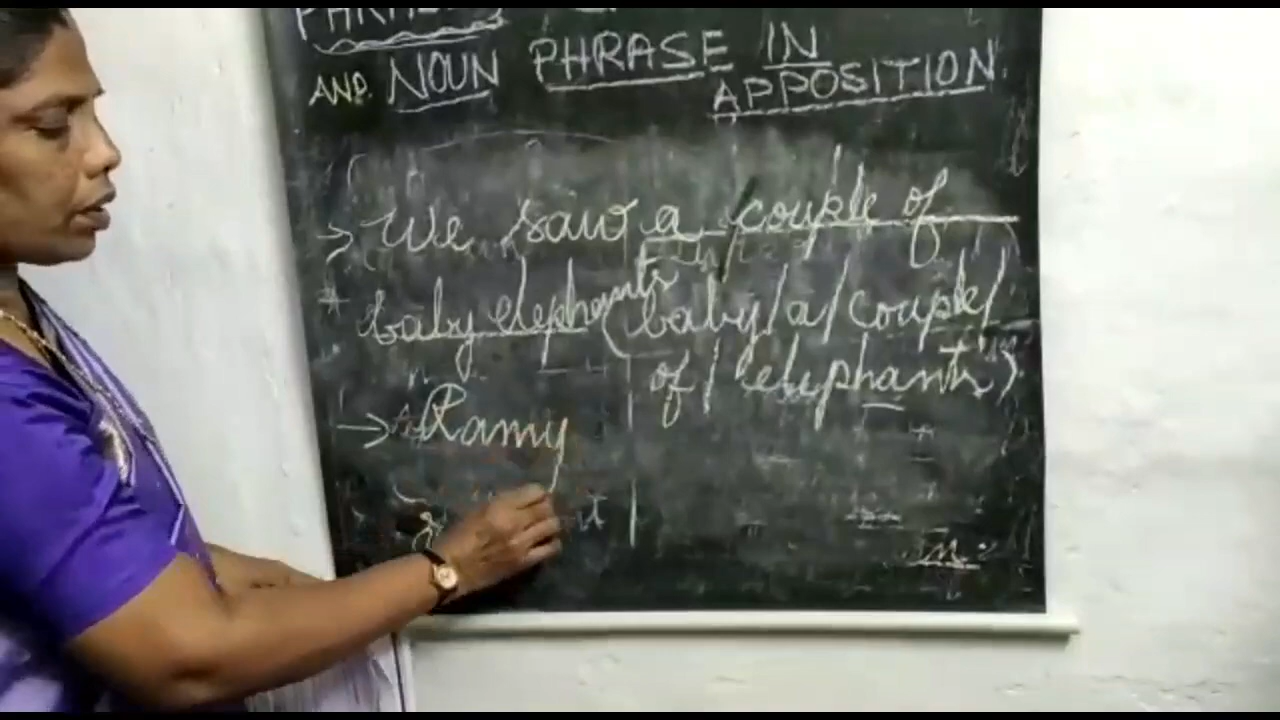 AND NOUN PHRASE IN
APPOSITION.
→ We saw a /couple of
baby elephants (baby/a/couple/
of/ elephants)
→ Ramy